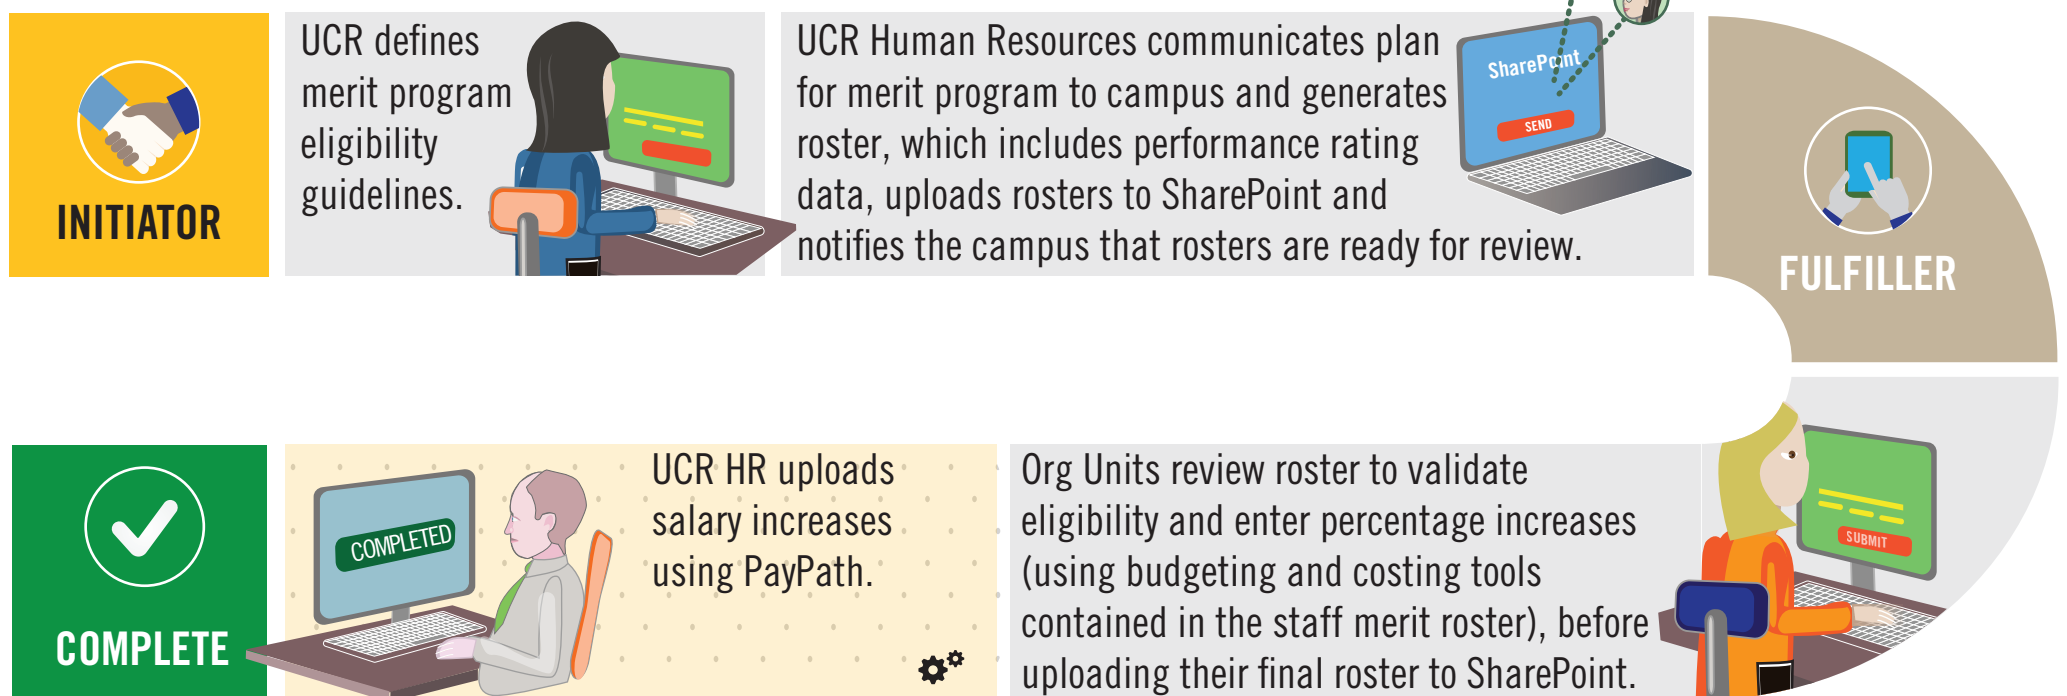 INITIATOR
UCR defines
merit program
eligibility
guidelines.
UCR Human Resources communicates plan
for merit program to campus and generates
roster, which includes performance rating
data, uploads rosters to SharePoint and
notifies the campus that rosters are ready for review.
SharePoint
SEND
FULFILLER
SUBMIT
Org Units review roster to validate
eligibility and enter percentage increases
(using budgeting and costing tools
contained in the staff merit roster), before
uploading their final roster to SharePoint.
UCR HR uploads
salary increases
using PayPath.
COMPLETED
COMPLETE